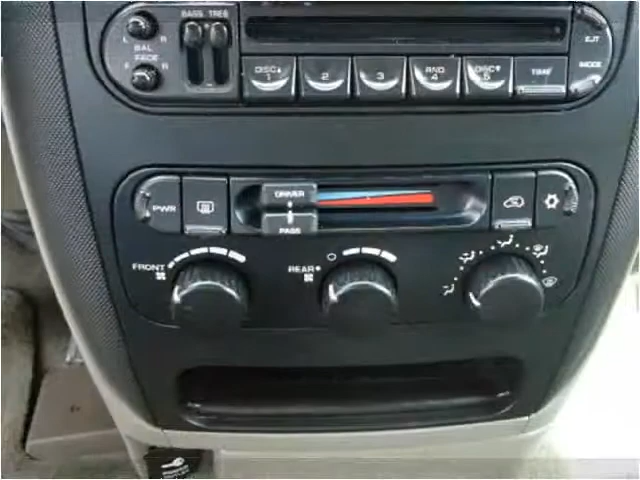 BASS TREB
L R
BAL
FADE
F R
DISC▲ 1
2
3
RND 4
DISC▼ 5
TIME
EJT
MODE
PWR
DRIVER
PASS
FRONT
REAR